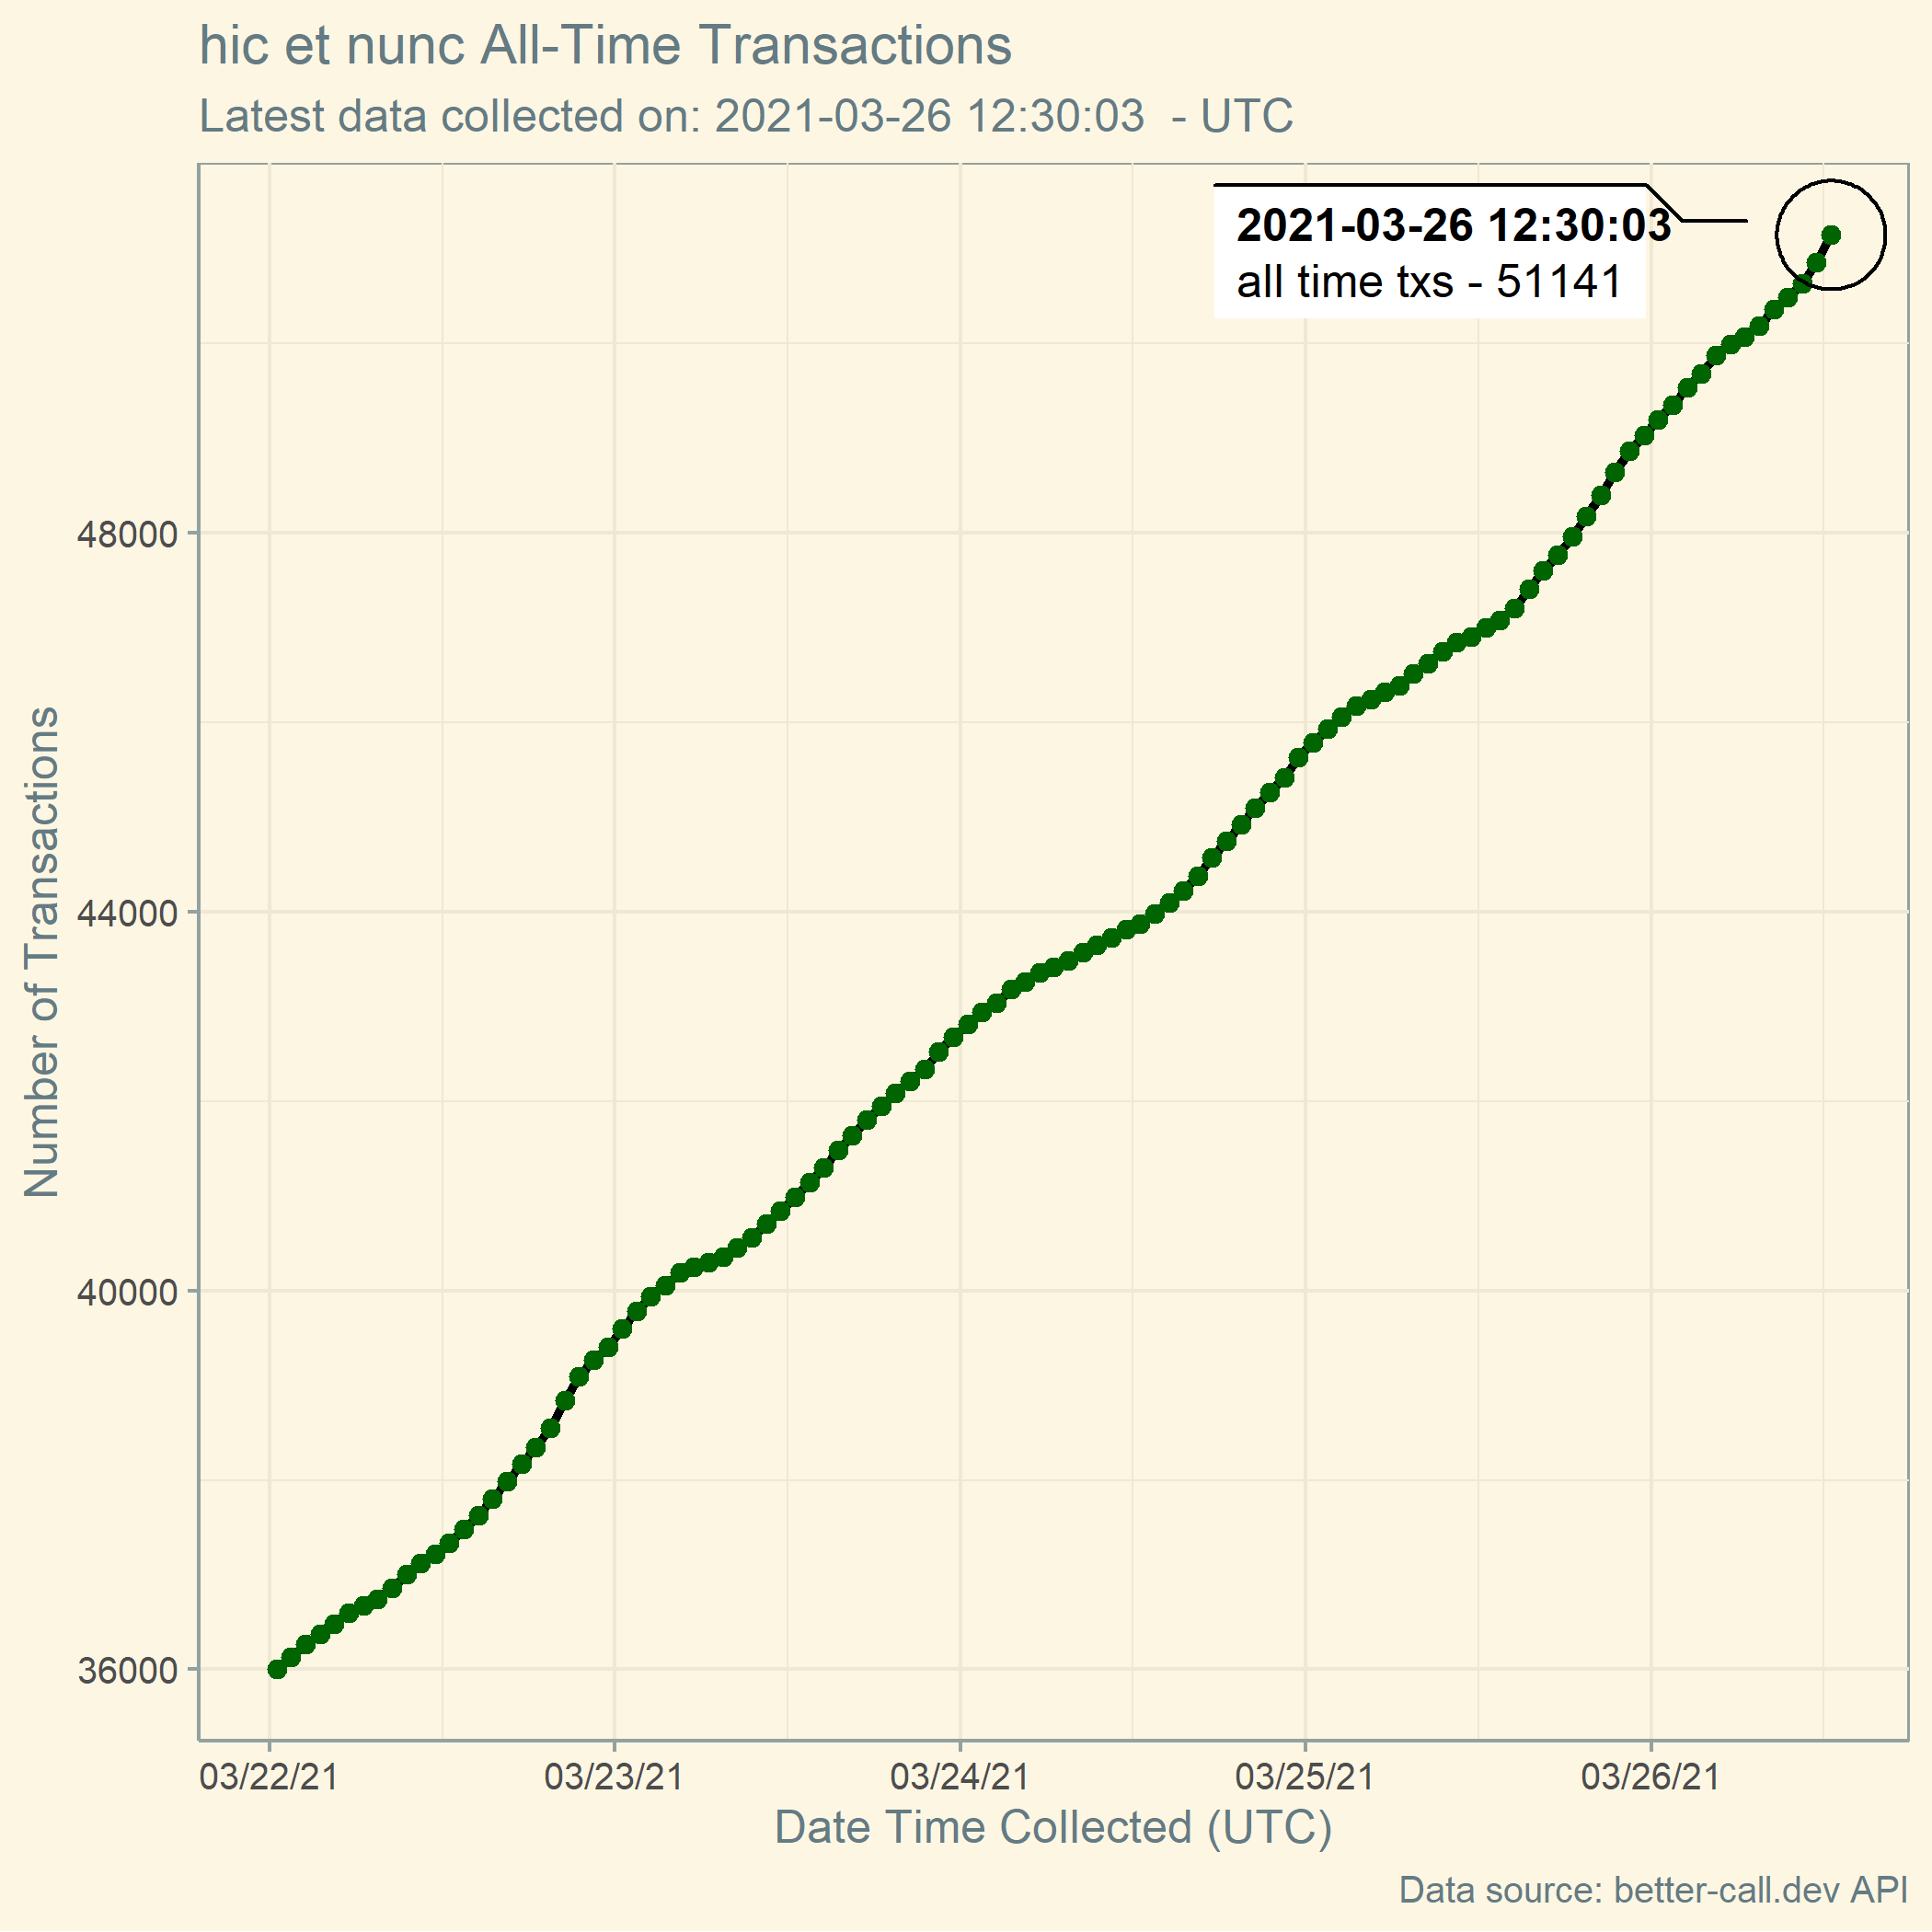 hic et nunc All-Time Transactions
Latest data collected on: 2021-03-26 12:30:03  - UTC
2021-03-26 12:30:03
all time txs - 51141
Number of Transactions
48000
44000
40000
36000
03/22/21
03/23/21
03/24/21
03/25/21
03/26/21
Date Time Collected (UTC)
Data source: better-call.dev API